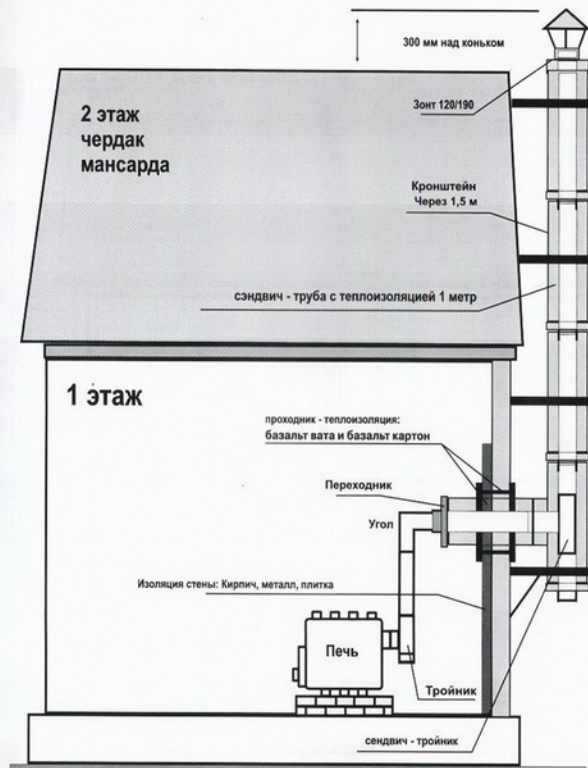 300 мм над коньком
Зонт 120/190
2 этаж
чердак
мансарда
Кронштейн
Через 1,5 м
сэндвич - труба с теплоизоляцией 1 метр
1 этаж
проходник - теплоизоляция:
базальт вата и базальт картон
Переходник
Угол
Изоляция стены: Кирпич, металл, плитка
Печь
Тройник
сендвич - тройник